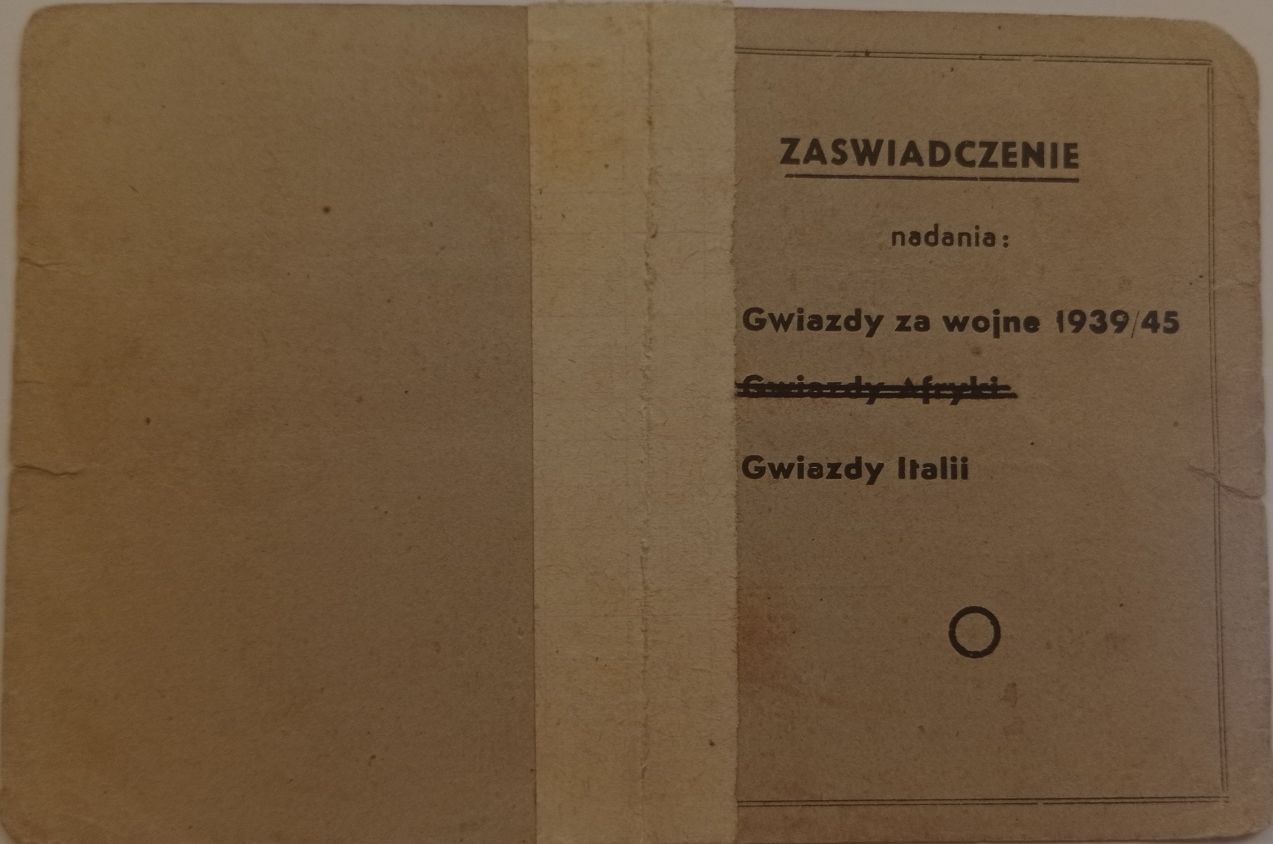 ZASWIADCZENIE
nadania:
Gwiazdy za wojne 1939/45
Gwiazdy Afryki
Gwiazdy Italii